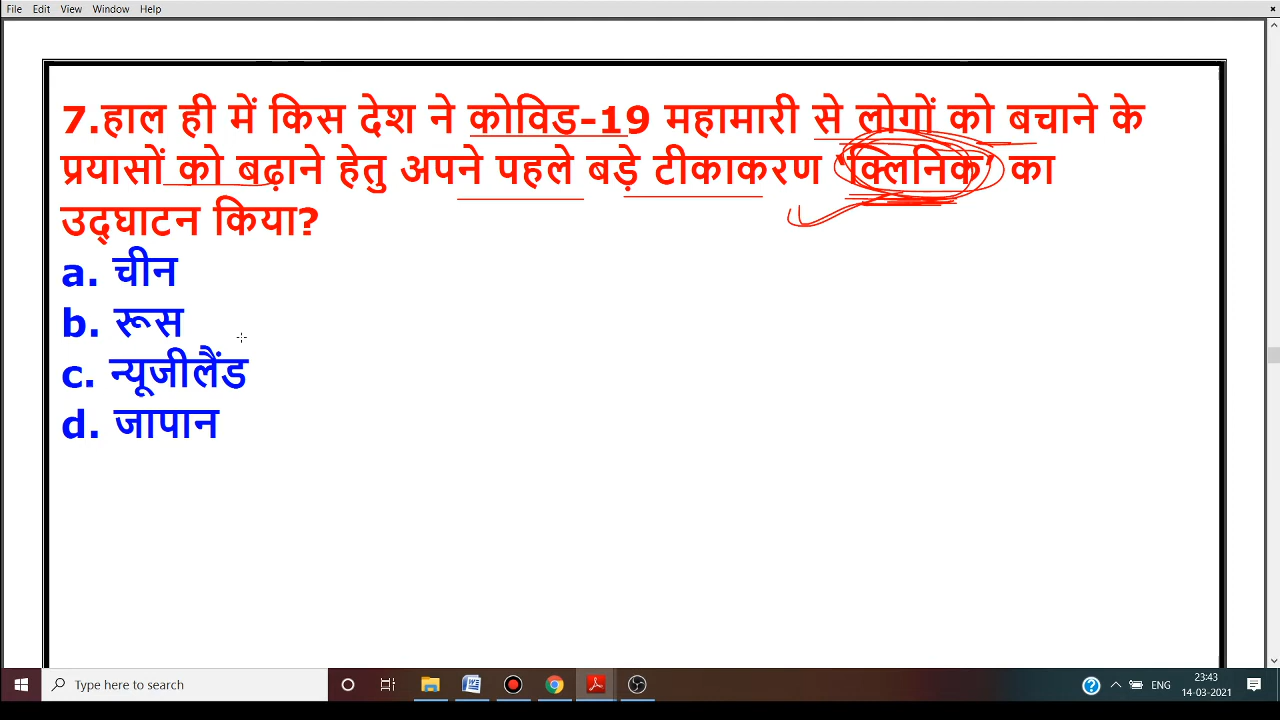 File Edit View Window Help
7.हाल ही में किस देश ने कोविड-19 महामारी से लोगों को बचाने के
प्रयासों को बढ़ाने हेतु अपने पहले बड़े टीकाकरण 'क्लिनिक' का
उद्घाटन किया?
a. चीन
b. रूस
c. न्यूजीलैंड
d. जापान
Type here to search
ENG
23:43
14-03-2021